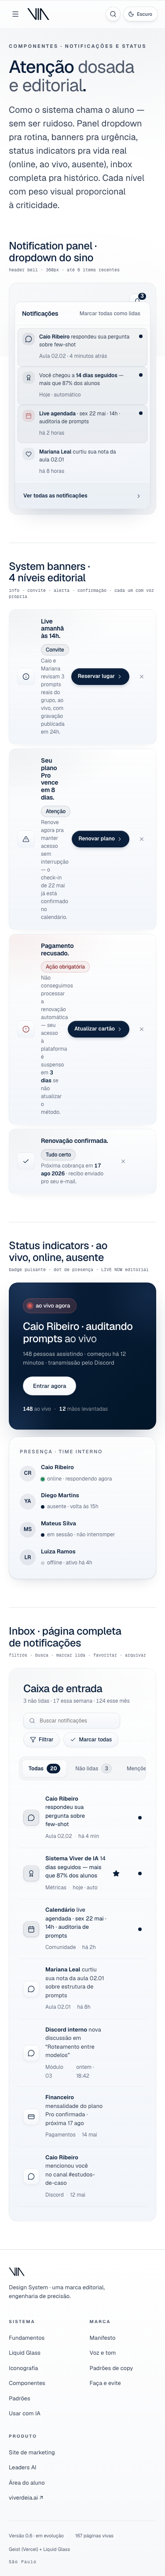 VIA
Escuro
COMPONENTES · NOTIFICAÇÕES E STATUS
Atenção dosada
e editorial.
Como o sistema chama o aluno —
sem ser ruidoso. Panel dropdown
pra rotina, banners pra urgência,
status indicators pra vida real
(online, ao vivo, ausente), inbox
completa pra histórico. Cada nível
com peso visual proporcional
à criticidade.
Notification panel ·
dropdown do sino
header bell · 380px · até 6 itens recentes
3
Notificações
Marcar todas como lidas
Caio Ribeiro respondeu sua pergunta
sobre few-shot
Aula 02.02 · 4 minutos atrás
Você chegou a 14 dias seguidos —
mais que 87% dos alunos
Hoje · automático
Live agendada · sex 22 mai · 14h ·
auditoria de prompts
há 2 horas
Mariana Leal curtiu sua nota da
aula 02.01
há 8 horas
Ver todas as notificações
System banners ·
4 níveis editorial
info · convite · alerta · confirmação · cada um com voz
própria
Live
amanhã
às 14h.
Convite
Caio e
Mariana
revisam 3
prompts
reais do
grupo, ao
vivo, com
gravação
publicada
em 24h.
Reservar lugar
Seu
plano
Pro
vence
em 8
dias.
Atenção
Renove
agora pra
manter
acesso
sem
interrupção
— o
check-in
de 22 mai
já está
confirmado
no
calendário.
Renovar plano
Pagamento
recusado.
Ação obrigatória
Não
conseguimos
processar
a
renovação
automática
— seu
acesso
à plataforma
é
suspenso
em 3
dias se
não
atualizar
o
método.
Atualizar cartão
Renovação confirmada.
Tudo certo
Próxima cobrança em 17
ago 2026 · recibo enviado
pro seu e-mail.
Status indicators · ao
vivo, online, ausente
badge pulsante · dot de presença · LIVE NOW editorial
ao vivo agora
Caio Ribeiro · auditando
prompts ao vivo
148 pessoas assistindo · começou há 12
minutos · transmissão pelo Discord
Entrar agora
148 ao vivo · 12 mãos levantadas
PRESENÇA · TIME INTERNO
CR
Caio Ribeiro
online · respondendo agora
YA
Diego Martins
ausente · volta às 15h
MS
Mateus Silva
em sessão · não interromper
LR
Luiza Ramos
offline · ativo há 4h
Inbox · página completa
de notificações
filtros · busca · marcar lida · favoritar · arquivar
Caixa de entrada
3 não lidas · 17 essa semana · 124 esse mês
Buscar notificações
Filtrar
Marcar todas
Todas 20
Não lidas 3
Mençõe
Caio Ribeiro
respondeu sua
pergunta sobre
few-shot
Aula 02.02 · há 4 min
Sistema Viver de IA 14
dias seguidos — mais
que 87% dos alunos
Métricas · hoje · auto
Calendário live
agendada · sex 22 mai ·
14h · auditoria de
prompts
Comunidade · há 2h
Mariana Leal curtiu
sua nota da aula 02.01
sobre estrutura de
prompts
Aula 02.01 · há 8h
Discord interno nova
discussão em
"Roteamento entre
modelos"
Módulo
03
· ontem ·
18:42
Financeiro
mensalidade do plano
Pro confirmada ·
próxima 17 ago
Pagamentos · 14 mai
Caio Ribeiro
mencionou você
no canal #estudos-
de-caso
Discord · 12 mai
VIA
Design System · uma marca editorial,
engenharia de precisão.
SISTEMA
Fundamentos
Liquid Glass
Iconografia
Componentes
Padrões
Usar com IA
MARCA
Manifesto
Voz e tom
Padrões de copy
Faça e evite
PRODUTO
Site de marketing
Leaders AI
Área do aluno
viverdeia.ai ↗
Versão 0.6 · em evolução
167 páginas vivas
Geist (Vercel) + Liquid Glass
São Paulo